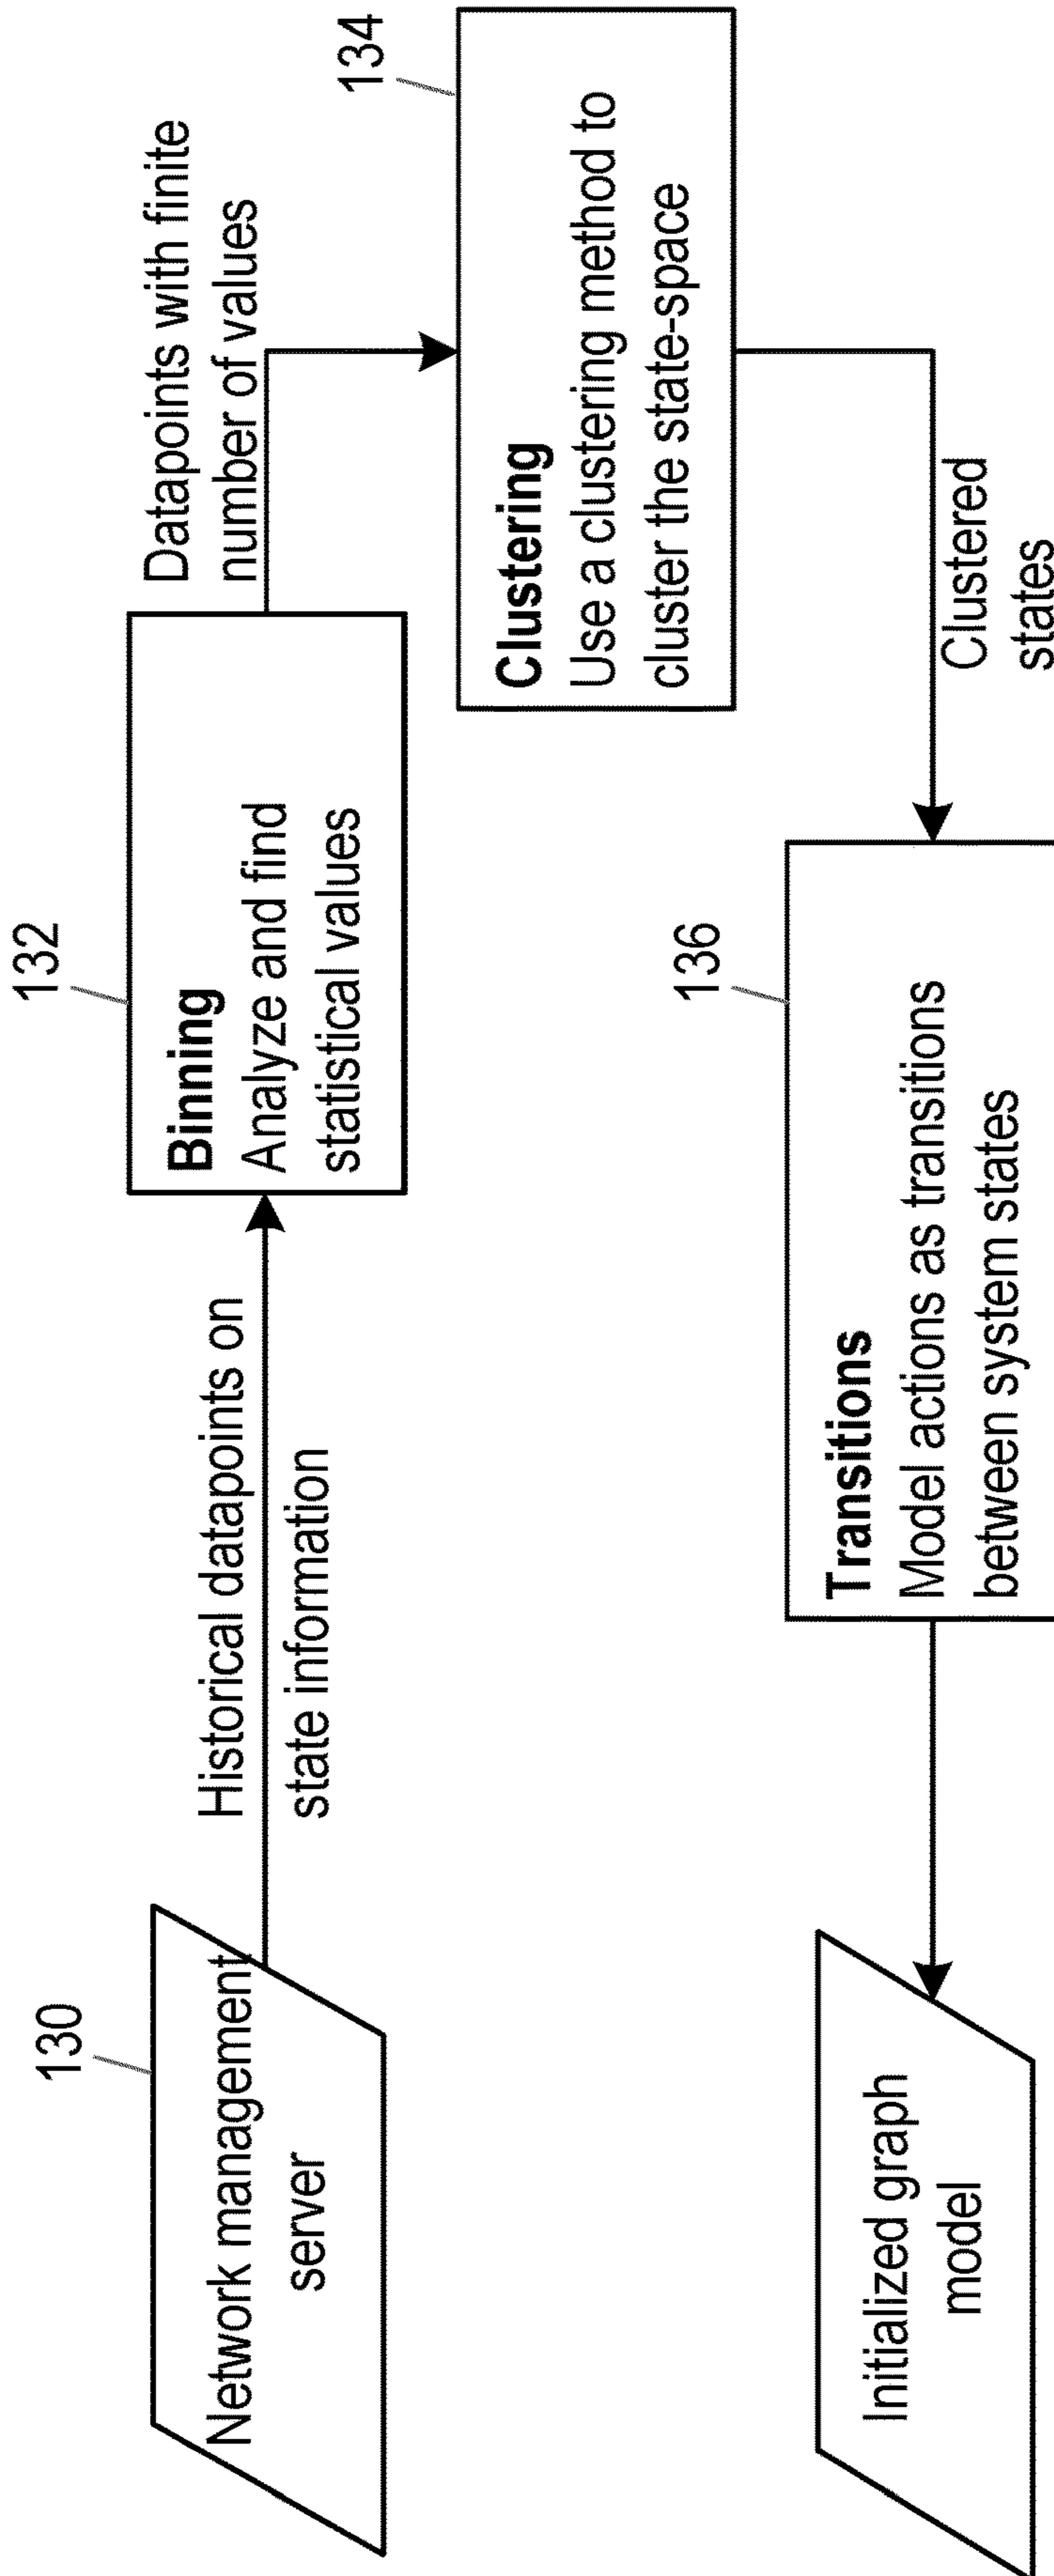 130
Network management
server
Historical datapoints on
state information
132
Binning
Analyze and find
statistical values
Datapoints with finite
number of values
134
Clustering
Use a clustering method to
cluster the state-space
Clustered
states
136
Transitions
Model actions as transitions
between system states
Initialized graph
model